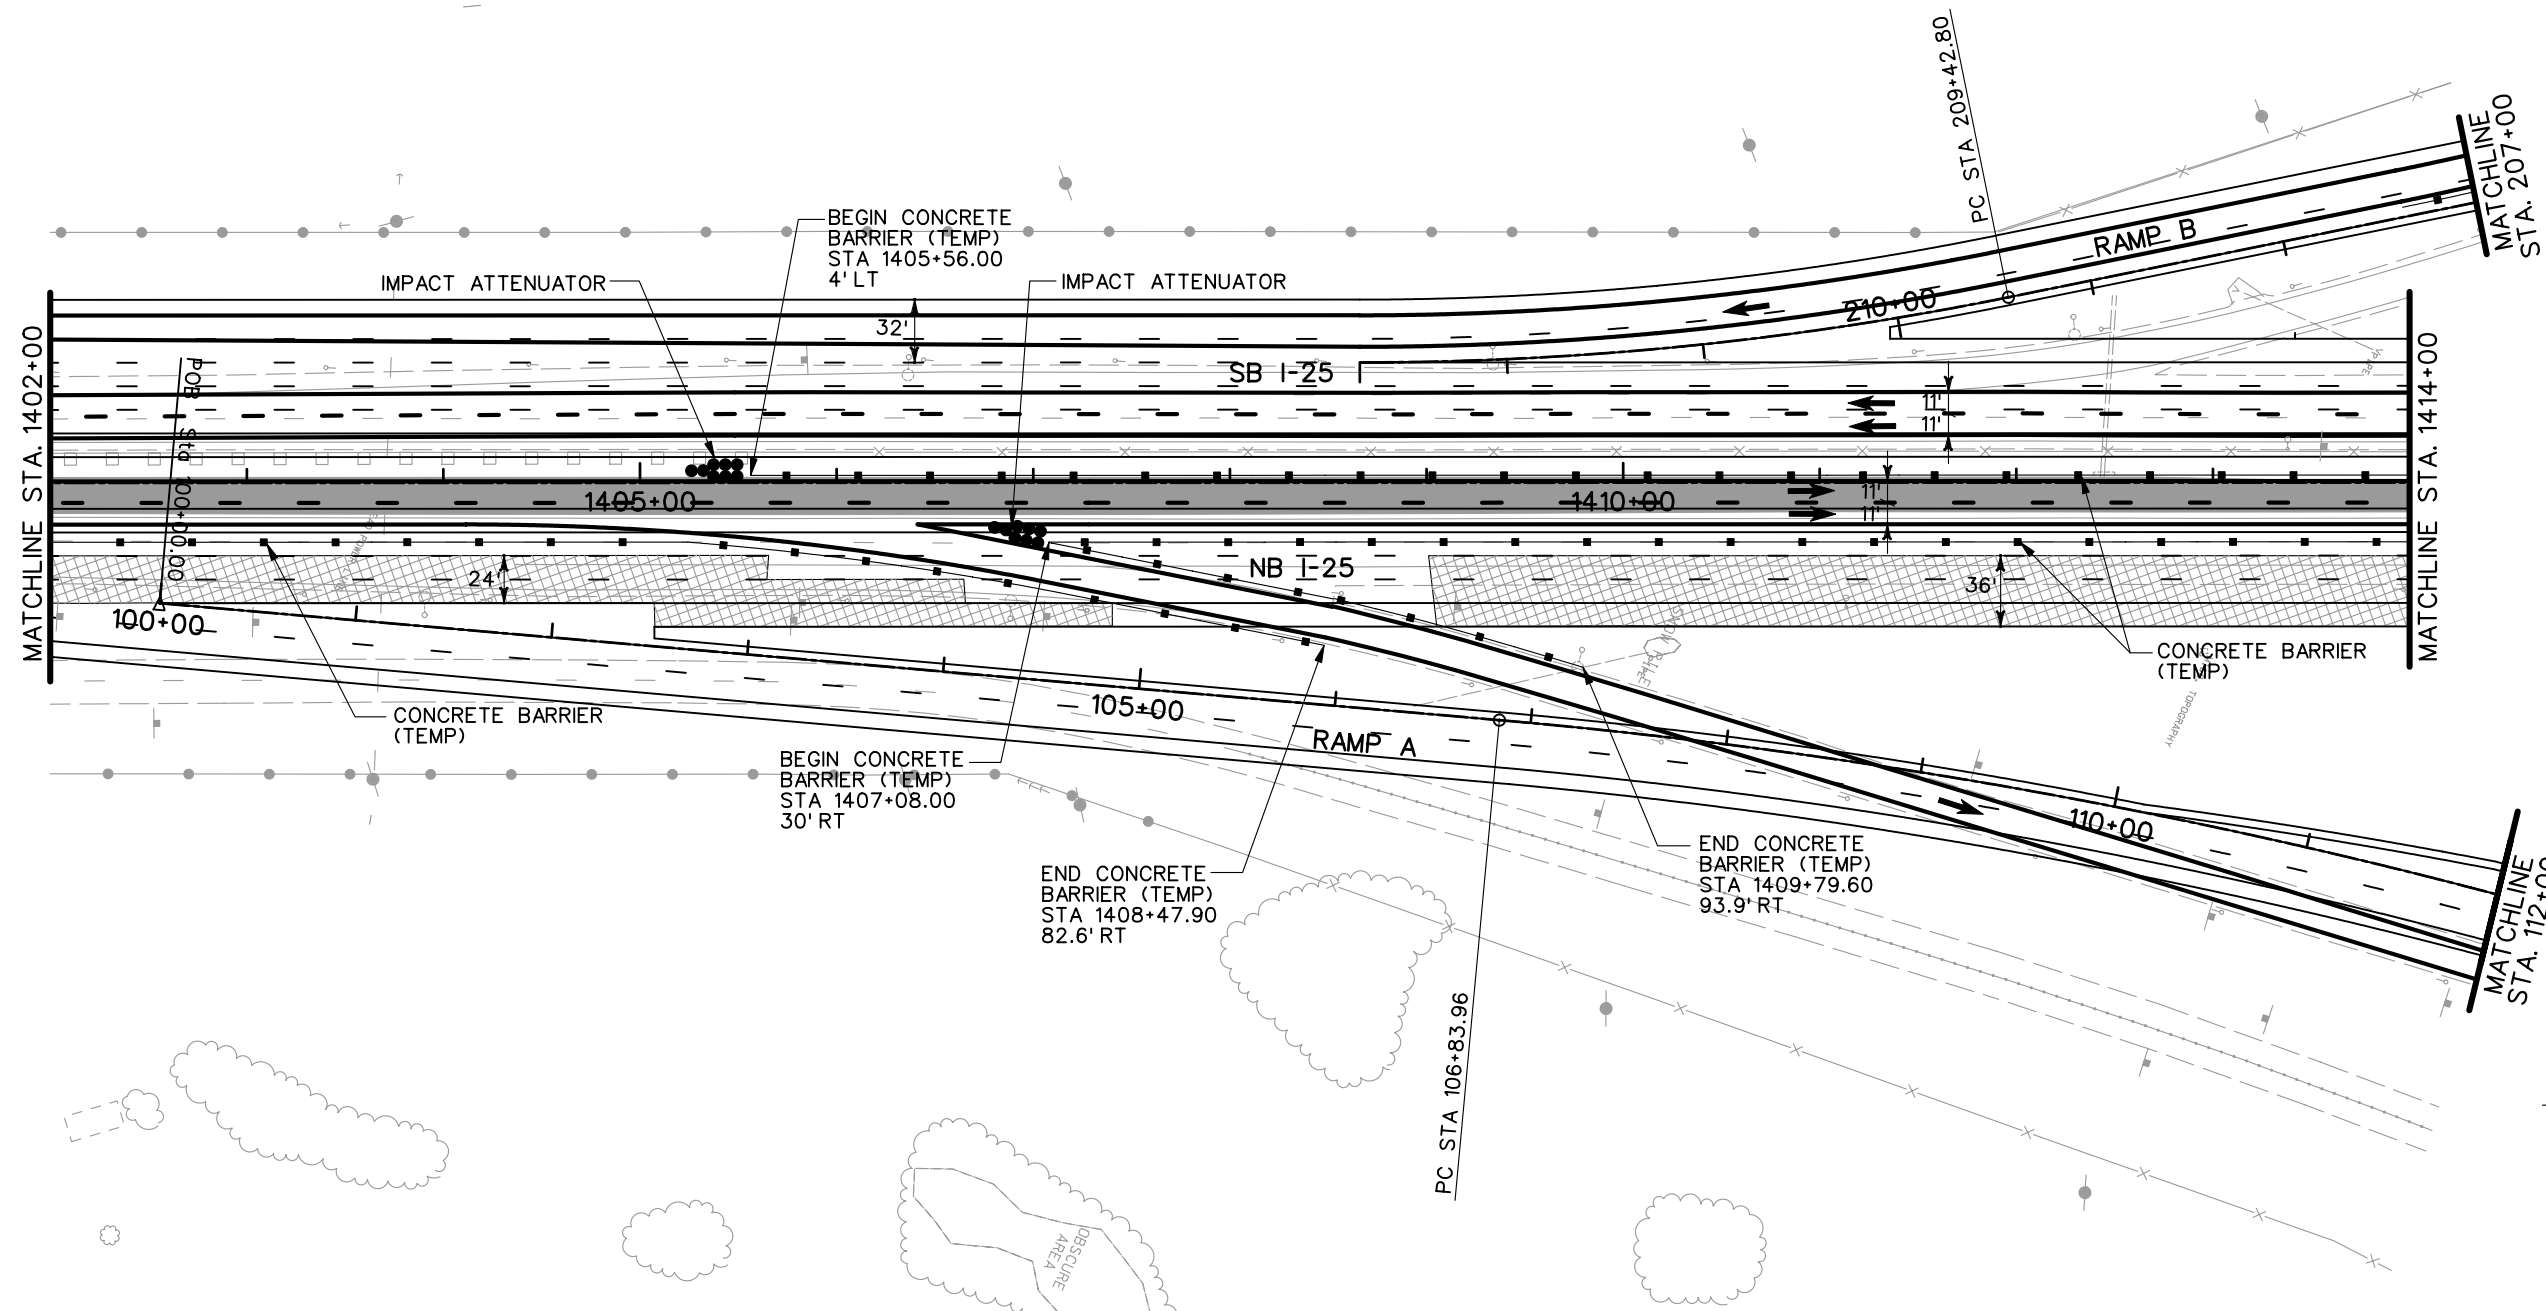 PC STA 209+42.80
MATCHLINE
STA. 207+00
RAMP B
210+00
BEGIN CONCRETE
BARRIER (TEMP)
STA 1405+56.00
4' LT
IMPACT ATTENUATOR
IMPACT ATTENUATOR
32'
SB I-25
MATCHLINE STA. 1402+00
POB Sta 100+00.00
11'
11'
MATCHLINE STA. 1414+00
1405+00
1410+00
11'
11'
NB I-25
24'
36'
100+00
CONCRETE BARRIER
(TEMP)
CONCRETE BARRIER
(TEMP)
TOPOGRAPHY
105+00
RAMP A
BEGIN CONCRETE
BARRIER (TEMP)
STA 1407+08.00
30' RT
110+00
END CONCRETE
BARRIER (TEMP)
STA 1408+47.90
82.6' RT
END CONCRETE
BARRIER (TEMP)
STA 1409+79.60
93.9' RT
MATCHLINE
STA. 112+00
PC STA 106+83.96
OBSCURE
AREA